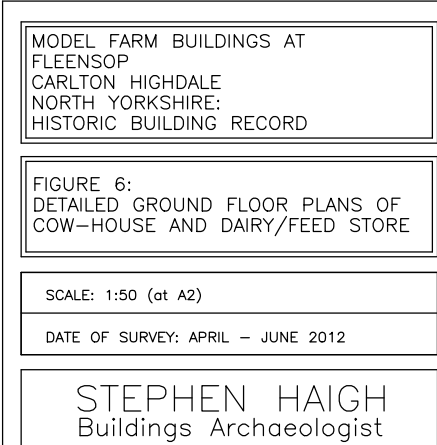 MODEL FARM BUILDINGS AT
FLEENSOP
CARLTON HIGHDALE
NORTH YORKSHIRE:
HISTORIC BUILDING RECORD
FIGURE 6:
DETAILED GROUND FLOOR PLANS OF
COW-HOUSE AND DAIRY/FEED STORE
SCALE: 1:50 (at A2)
DATE OF SURVEY: APRIL – JUNE 2012
STEPHEN HAIGH
Buildings Archaeologist